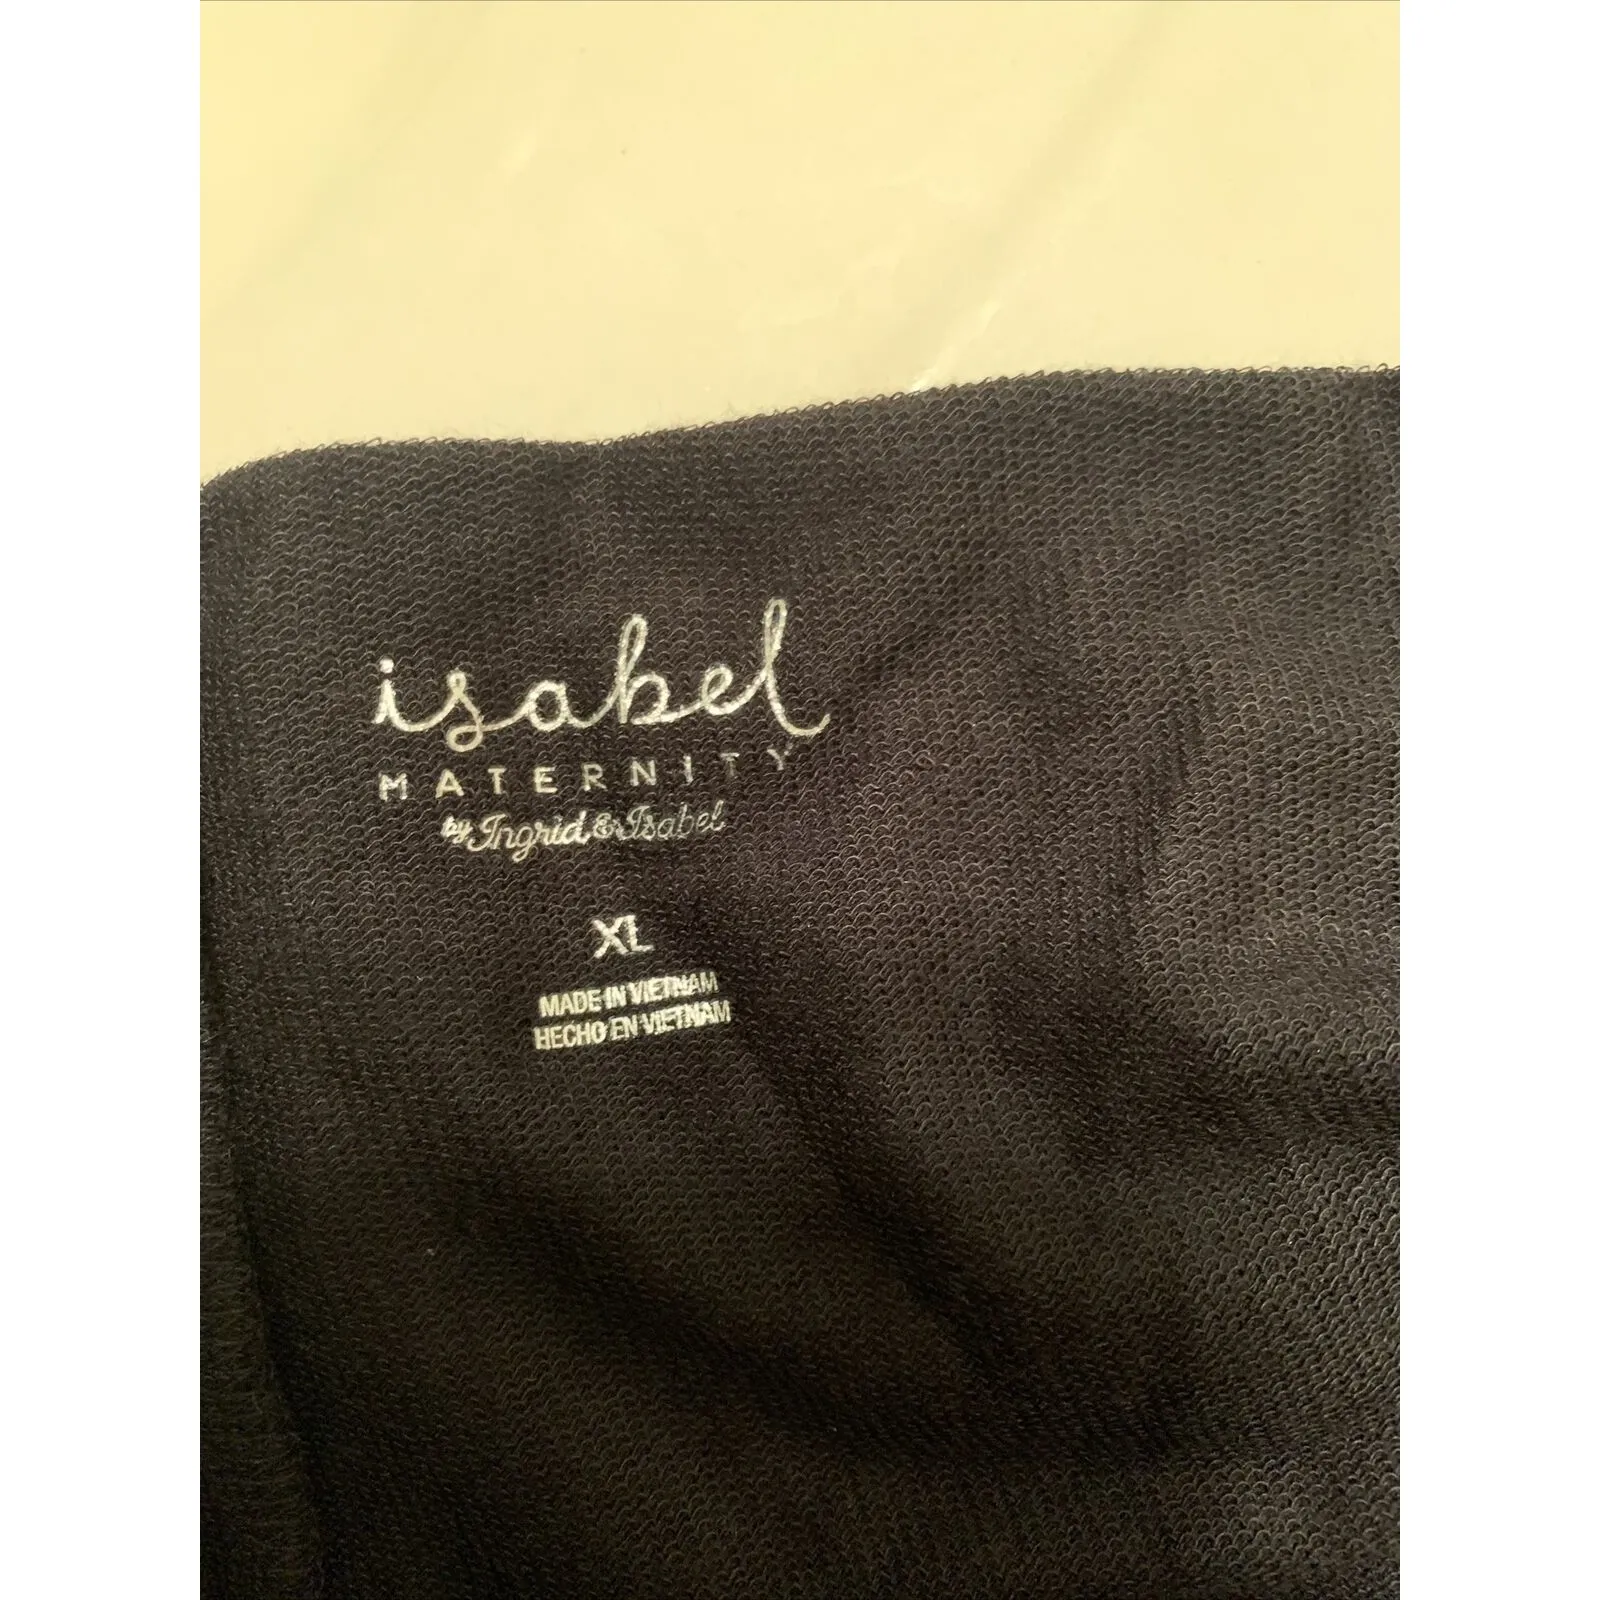 isabel
MATERNITY
by Ingrid & Isabel
XL
MADE IN VIETNAM
HECHO EN VIETNAM